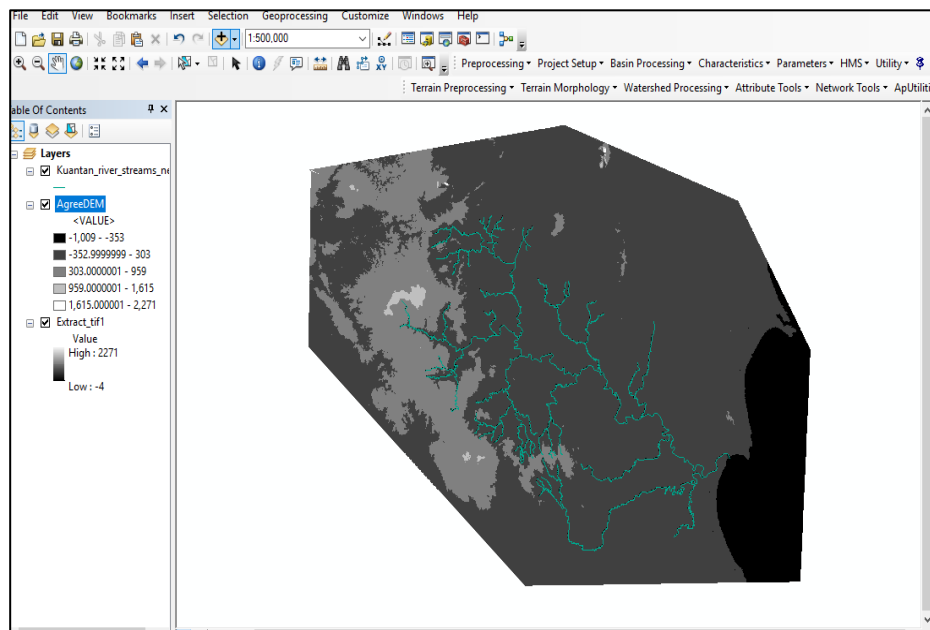 File Edit View Bookmarks Insert Selection Geoprocessing Customize Windows Help
1:500,000
Preprocessing Project Setup Basin Processing Characteristics Parameters HMS Utility
Terrain Preprocessing Terrain Morphology Watershed Processing Attribute Tools Network Tools ApUtiliti
able Of Contents
Layers
Kuantan_river_streams_ne
AgreeDEM
<VALUE>
-1,009 - -353
-352.9999999 - 303
303.0000001 - 959
959.0000001 - 1,615
1,615.000001 - 2,271
Extract_tif1
Value
High : 2271
Low : -4